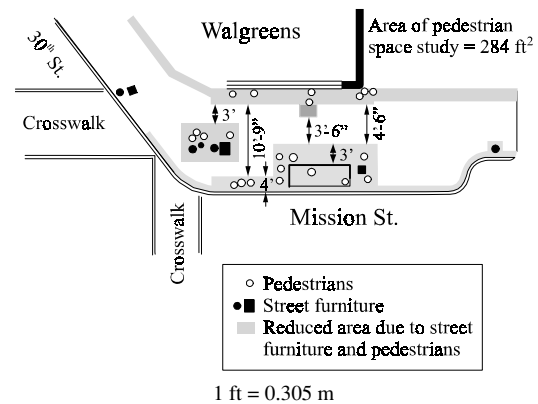 Walgreens
Area of pedestrian
space study = 284 ft²
30th St.
Crosswalk
3'
10'-9"
3'-6"
4'-6"
3'
4'
Mission St.
Crosswalk
Pedestrians
Street furniture
Reduced area due to street
furniture and pedestrians
1 ft = 0.305 m